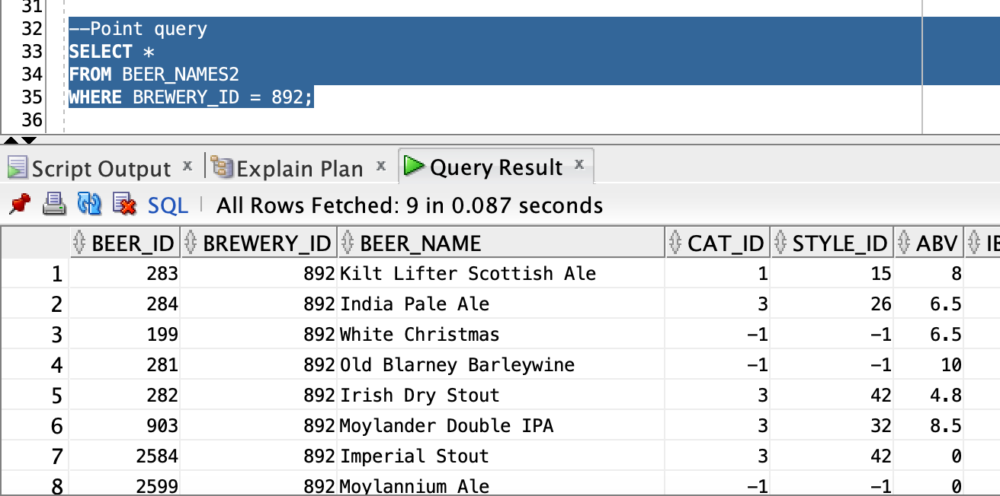 31
32 --Point query
33 SELECT *
34 FROM BEER_NAMES2
35 WHERE BREWERY_ID = 892;
36
Script Output x Explain Plan x Query Result x
SQL All Rows Fetched: 9 in 0.087 seconds
BEER_ID BREWERY_ID BEER_NAME CAT_ID STYLE_ID ABV
1 283 892 Kilt Lifter Scottish Ale 1 15 8
2 284 892 India Pale Ale 3 26 6.5
3 199 892 White Christmas -1 -1 6.5
4 281 892 Old Blarney Barleywine -1 -1 10
5 282 892 Irish Dry Stout 3 42 4.8
6 903 892 Moylander Double IPA 3 32 8.5
7 2584 892 Imperial Stout 3 42 0
8 2599 892 Moylannium Ale -1 -1 0